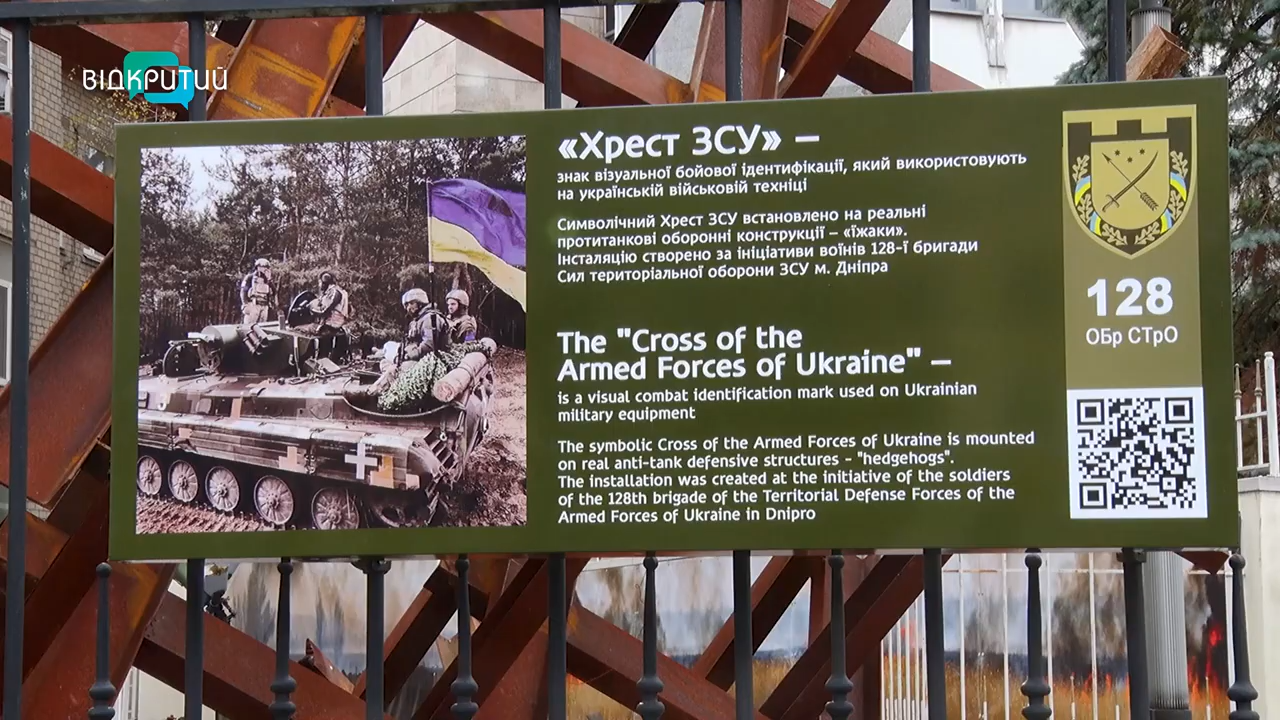 ВІДКРИТИЙ
«Хрест ЗСУ» –
знак візуальної бойової ідентифікації, який використовують
на українській військовій техніці
Символічний Хрест ЗСУ встановлено на реальні
протитанкові оборонні конструкції – «їжаки».
Інсталяцію створено за ініціативи воїнів 128-ї бригади
Сил територіальної оборони ЗСУ м. Дніпра
The "Cross of the
Armed Forces of Ukraine" –
is a visual combat identification mark used on Ukrainian
military equipment
The symbolic Cross of the Armed Forces of Ukraine is mounted
on real anti-tank defensive structures - "hedgehogs".
The installation was created at the initiative of the soldiers
of the 128th brigade of the Territorial Defense Forces of the
Armed Forces of Ukraine in Dnipro
128
ОБр СТрО